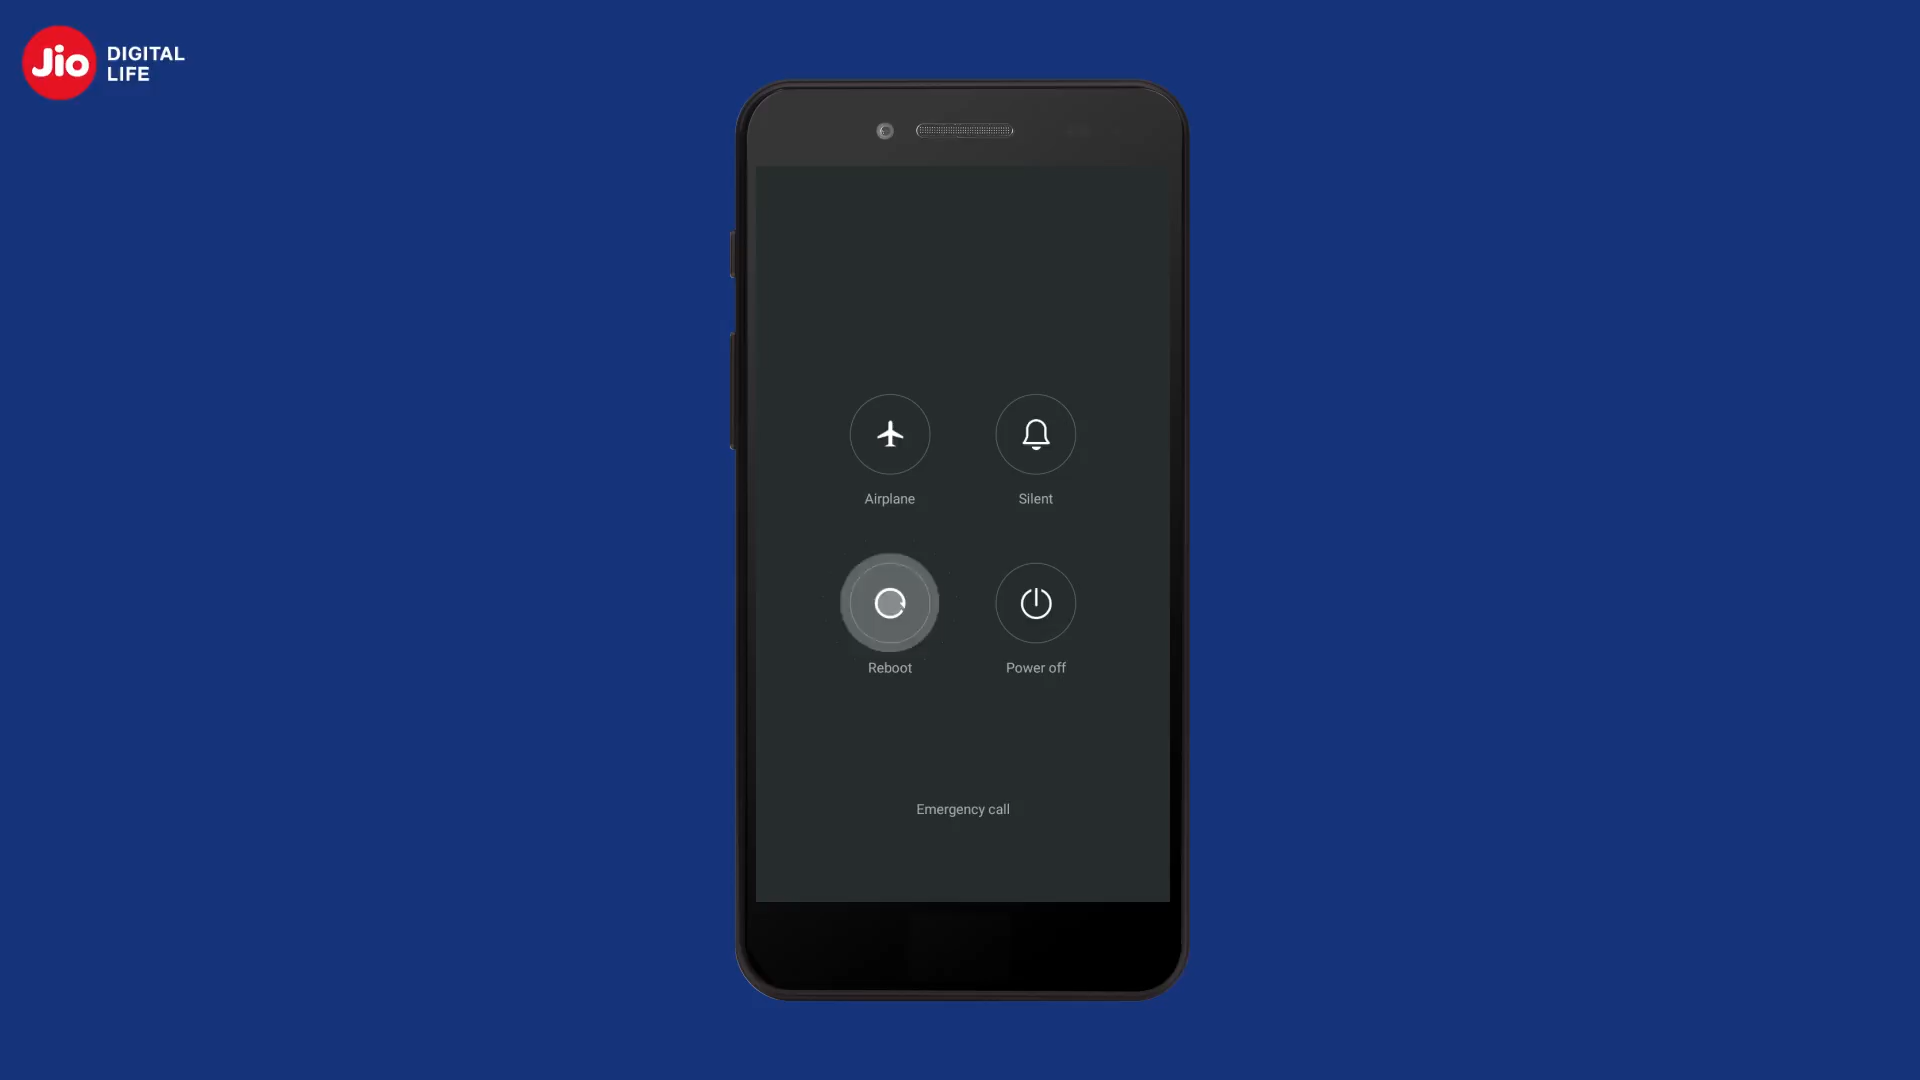 Jio
DIGITAL
LIFE
Airplane
Silent
Reboot
Power off
Emergency call